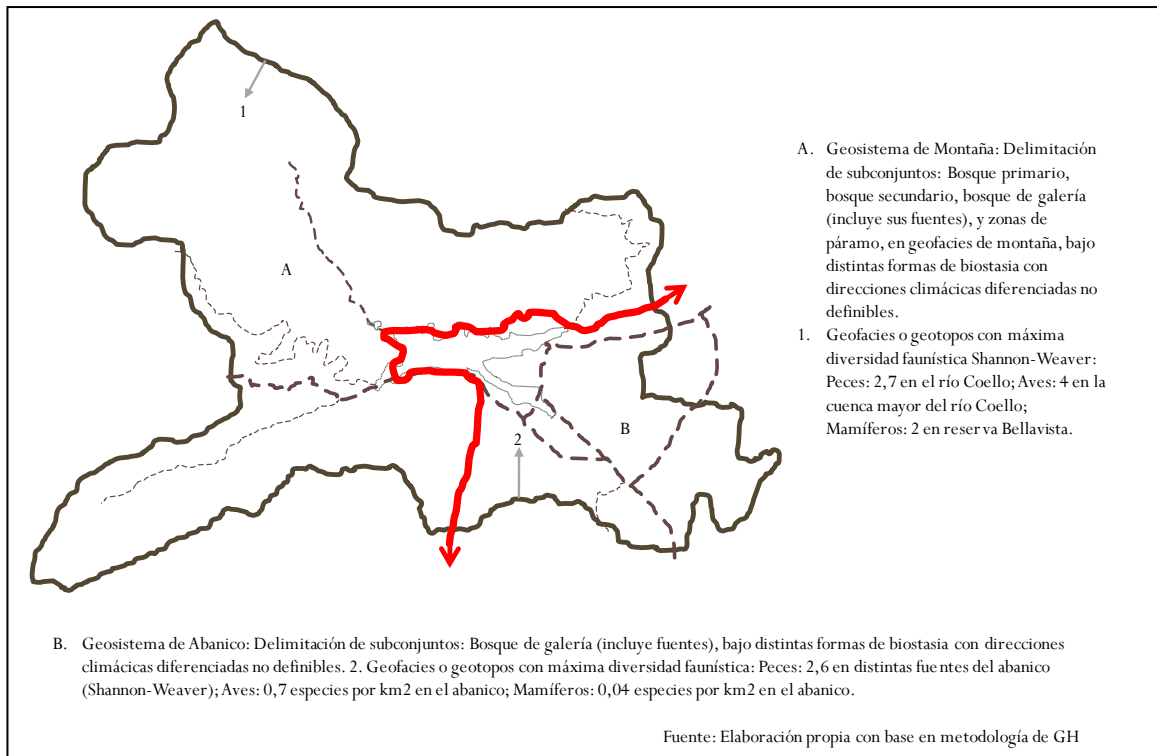 1
A
2
B
A. Geosistema de Montaña: Delimitación
de subconjuntos: Bosque primario,
bosque secundario, bosque de galería
(incluye sus fuentes), y zonas de
páramo, en geofacies de montaña, bajo
distintas formas de biostasia con
direcciones climácicas diferenciadas no
definibles.
1. Geofacies o geotopos con máxima
diversidad faunística Shannon-Weaver:
Peces: 2,7 en el río Coello; Aves: 4 en la
cuenca mayor del río Coello;
Mamíferos: 2 en reserva Bellavista.
B. Geosistema de Abanico: Delimitación de subconjuntos: Bosque de galería (incluye fuentes), bajo distintas formas de biostasia con direcciones
climácicas diferenciadas no definibles. 2. Geofacies o geotopos con máxima diversidad faunística: Peces: 2,6 en distintas fuentes del abanico
(Shannon-Weaver); Aves: 0,7 especies por km2 en el abanico; Mamíferos: 0,04 especies por km2 en el abanico.
Fuente: Elaboración propia con base en metodología de GH